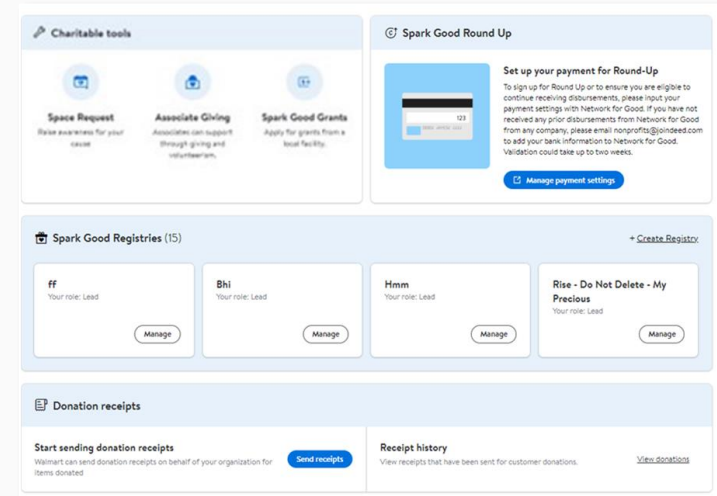 Charitable tools
Space Request
Raise awareness for your
cause
Associate Giving
Associates can support
through giving and
volunteerism.
Spark Good Grants
Apply for grants from a
local facility.
Spark Good Round Up
123
Set up your payment for Round-Up
To sign up for Round Up or to ensure you are eligible to
continue receiving disbursements, please input your
payment settings with Network for Good. If you have not
received any prior disbursements from Network for Good
from any company, please email nonprofits@joindeed.com
to add your bank information to Network for Good.
Validation could take up to two weeks.
Manage payment settings
Spark Good Registries (15)
+ Create Registry
ff
Your role: Lead
Manage
Bhi
Your role: Lead
Manage
Hmm
Your role: Lead
Manage
Rise - Do Not Delete - My
Precious
Your role: Lead
Manage
Donation receipts
Start sending donation receipts
Walmart can send donation receipts on behalf of your organization for
items donated
Send receipts
Receipt history
View receipts that have been sent for customer donations.
View donations